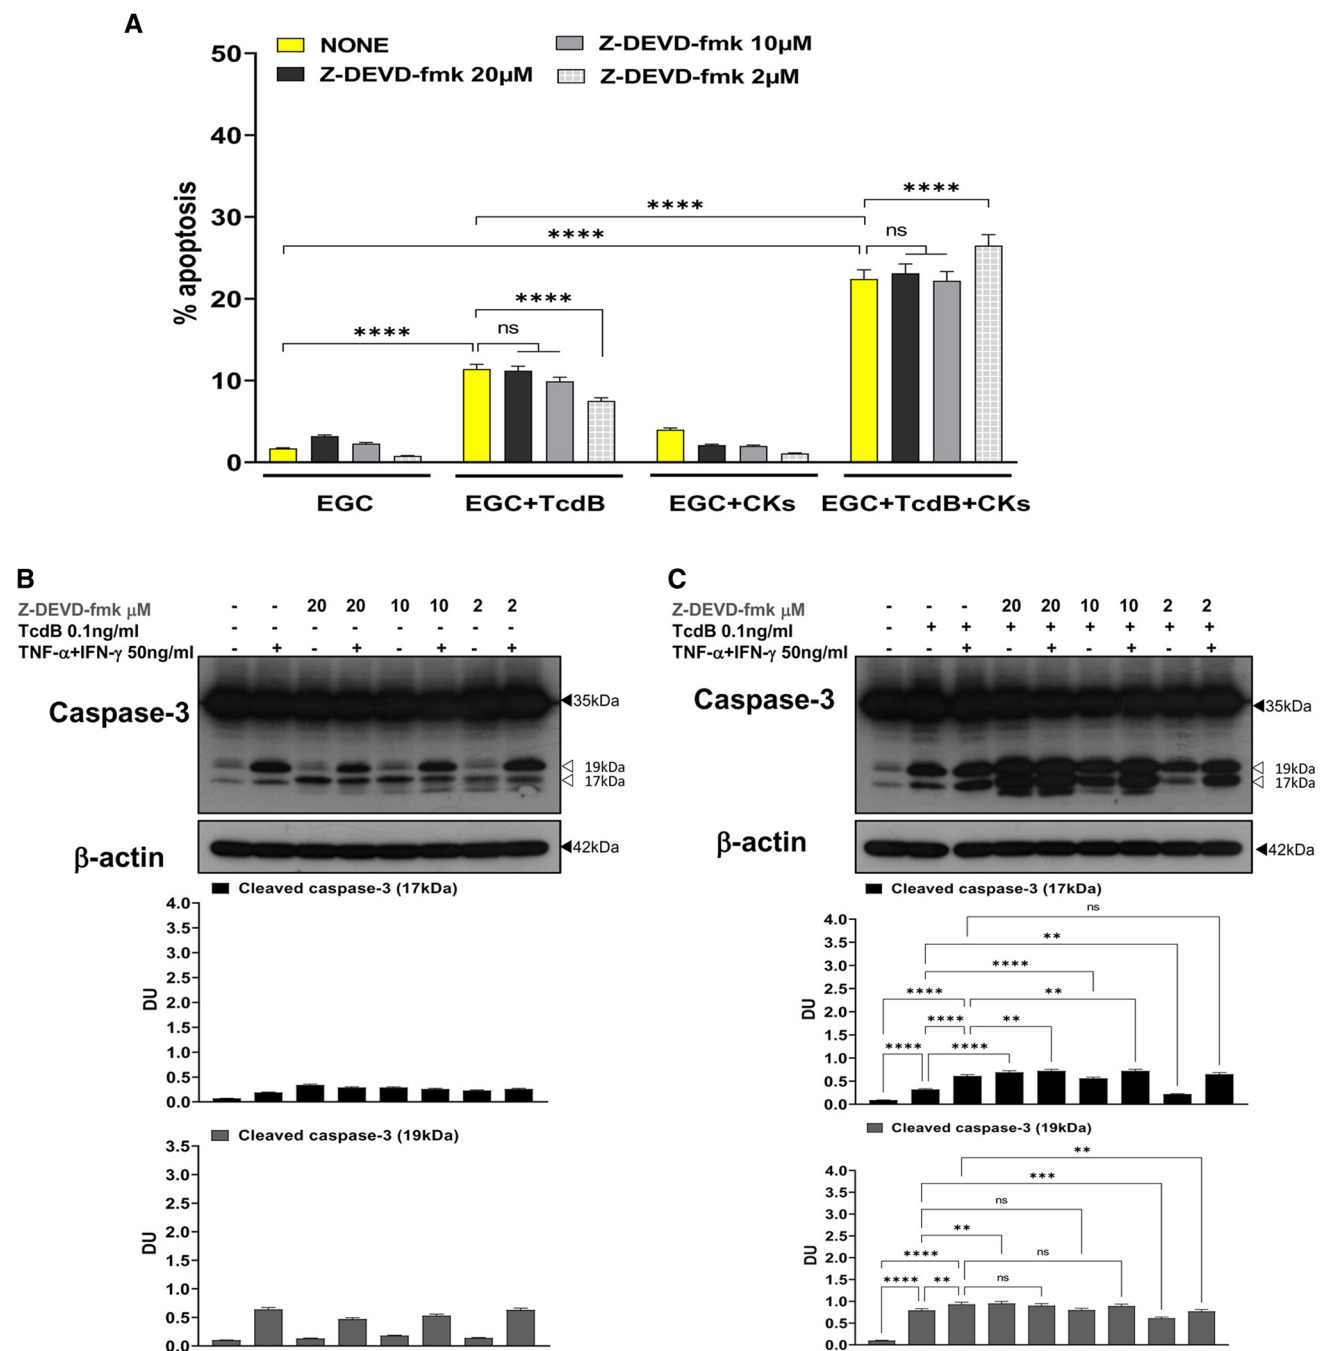 A
NONE
Z-DEVD-fmk 10µM
Z-DEVD-fmk 20µM
Z-DEVD-fmk 2µM
50
40
30
20
10
0
% apoptosis
****
****
****
ns
****
ns
****
EGC
EGC+TcdB
EGC+CKs
EGC+TcdB+CKs
B
Z-DEVD-fmk µM - - 20 20 10 10 2 2
TcdB 0.1ng/ml - - - - - - - -
TNF-α+IFN-γ 50ng/ml - + - + - + - +
Caspase-3
35kDa
19kDa
17kDa
β-actin
42kDa
Cleaved caspase-3 (17kDa)
4.0
3.5
3.0
2.5
2.0
1.5
1.0
0.5
0.0
DU
Cleaved caspase-3 (19kDa)
3.5
3.0
2.5
2.0
1.5
1.0
0.5
0.0
DU
C
Z-DEVD-fmk µM - - - 20 20 10 10 2 2
TcdB 0.1ng/ml - + + + + + + + +
TNF-α+IFN-γ 50ng/ml - - + - + - + - +
Caspase-3
35kDa
19kDa
17kDa
β-actin
42kDa
Cleaved caspase-3 (17kDa)
4.0
3.5
3.0
2.5
2.0
1.5
1.0
0.5
0.0
DU
ns
**
****
**** **
**** **
**** ****
Cleaved caspase-3 (19kDa)
4.0
3.5
3.0
2.5
2.0
1.5
1.0
0.5
0.0
DU
**
***
ns
**
**** ns
**** ** ns